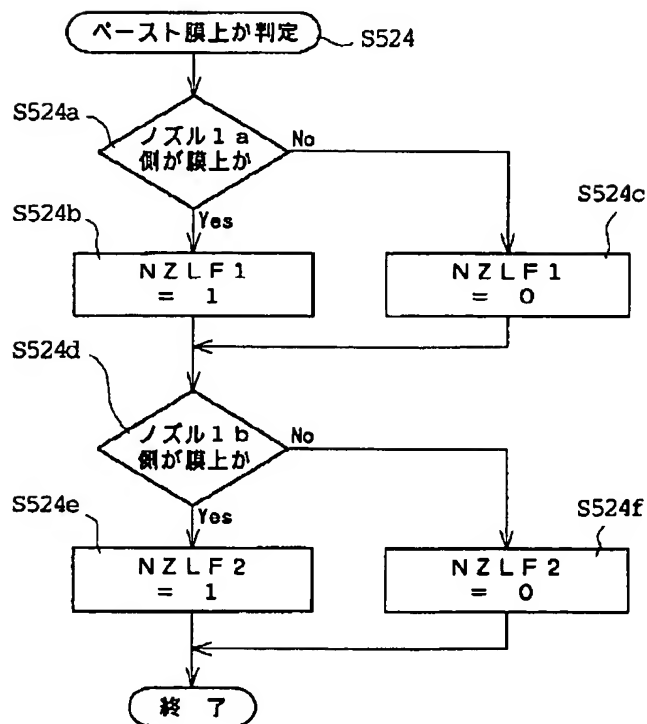 ペースト膜上か判定
S524
S524a
ノズル1a
側が膜上か
No
Yes
S524b
NZLF1
= 1
S524c
NZLF1
= 0
S524d
ノズル1b
側が膜上か
No
Yes
S524e
NZLF2
= 1
S524f
NZLF2
= 0
終 了